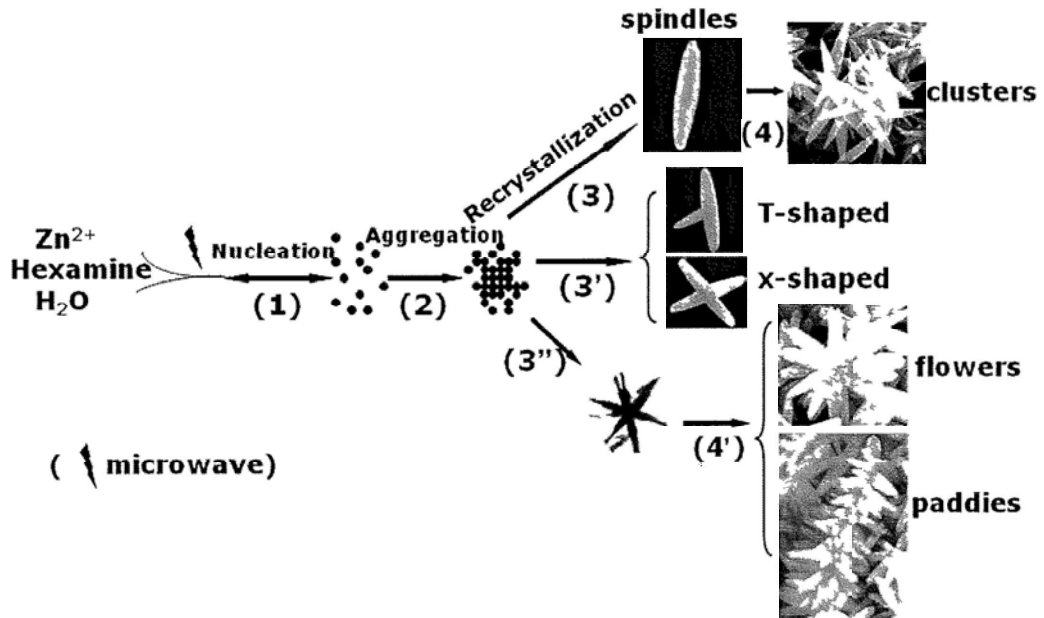 spindles
clusters
(4)
Recrystallization
(3)
T-shaped
Zn²⁺
Hexamine
H₂O
Nucleation
Aggregation
(1)
(2)
(3')
x-shaped
(3'')
flowers
(4')
( microwave)
paddies